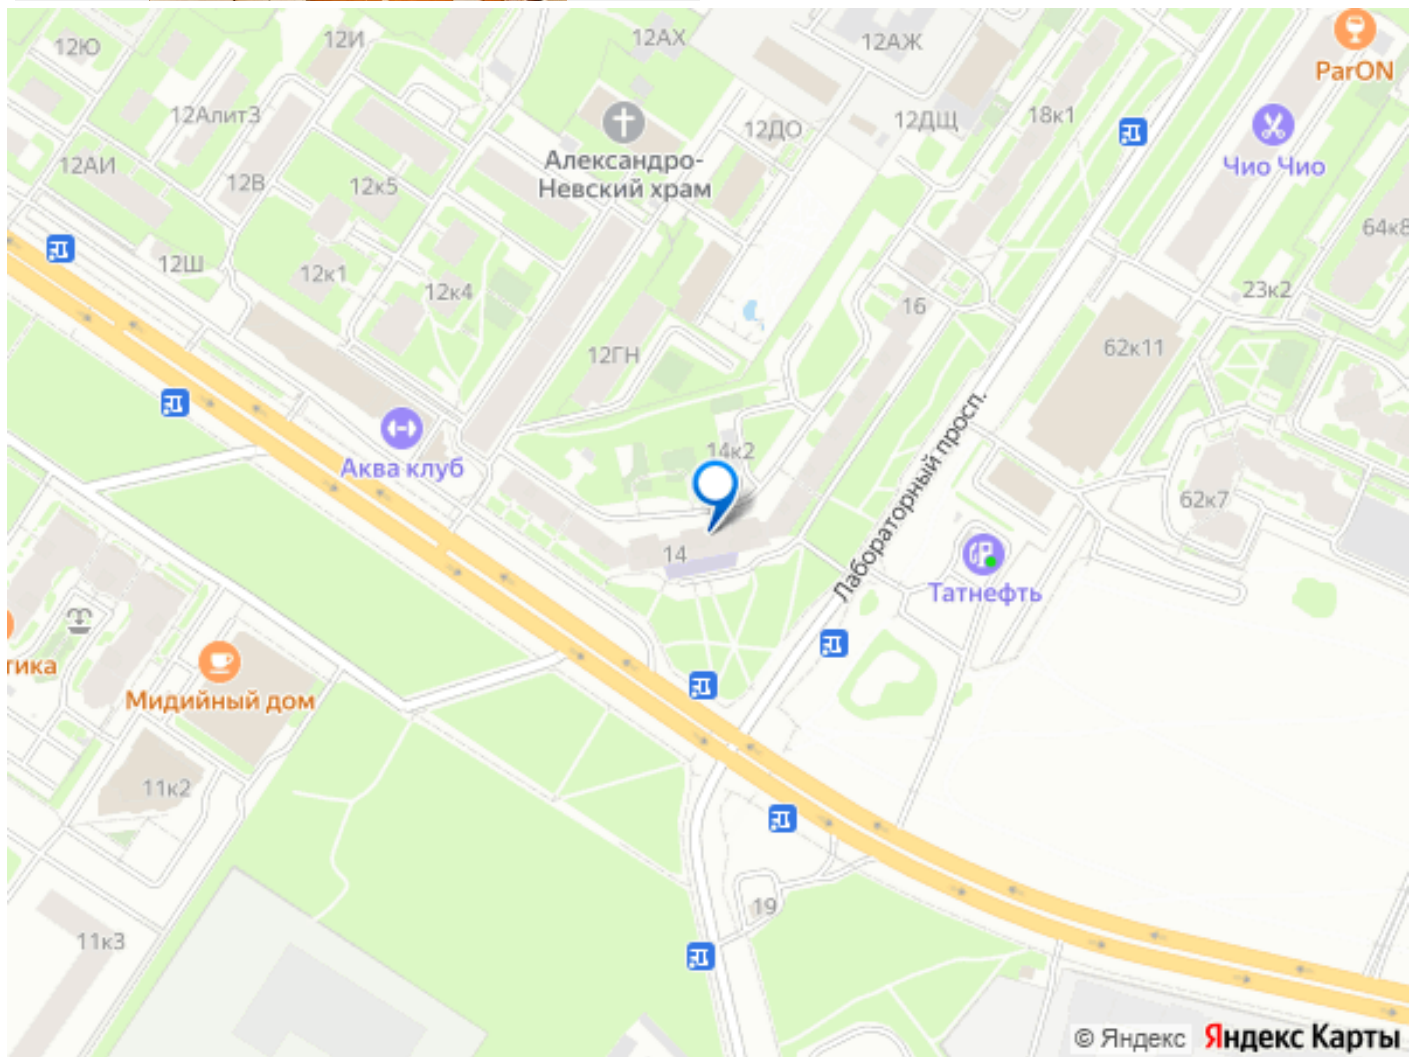 12Ю
12И
12АХ
12АЖ
ParON
12Алит3
12ДО
12ДЩ
18к1
Чио Чио
12АИ
12В
12к5
Александро-
Невский храм
64к8
12Ш
12к1
12к4
16
23к2
12ГН
62к11
14к2
Аква клуб
Лабораторный просп.
62к7
14
Татнефть
тика
Мидийный дом
11к2
19
11к3
© Яндекс Яндекс Карты